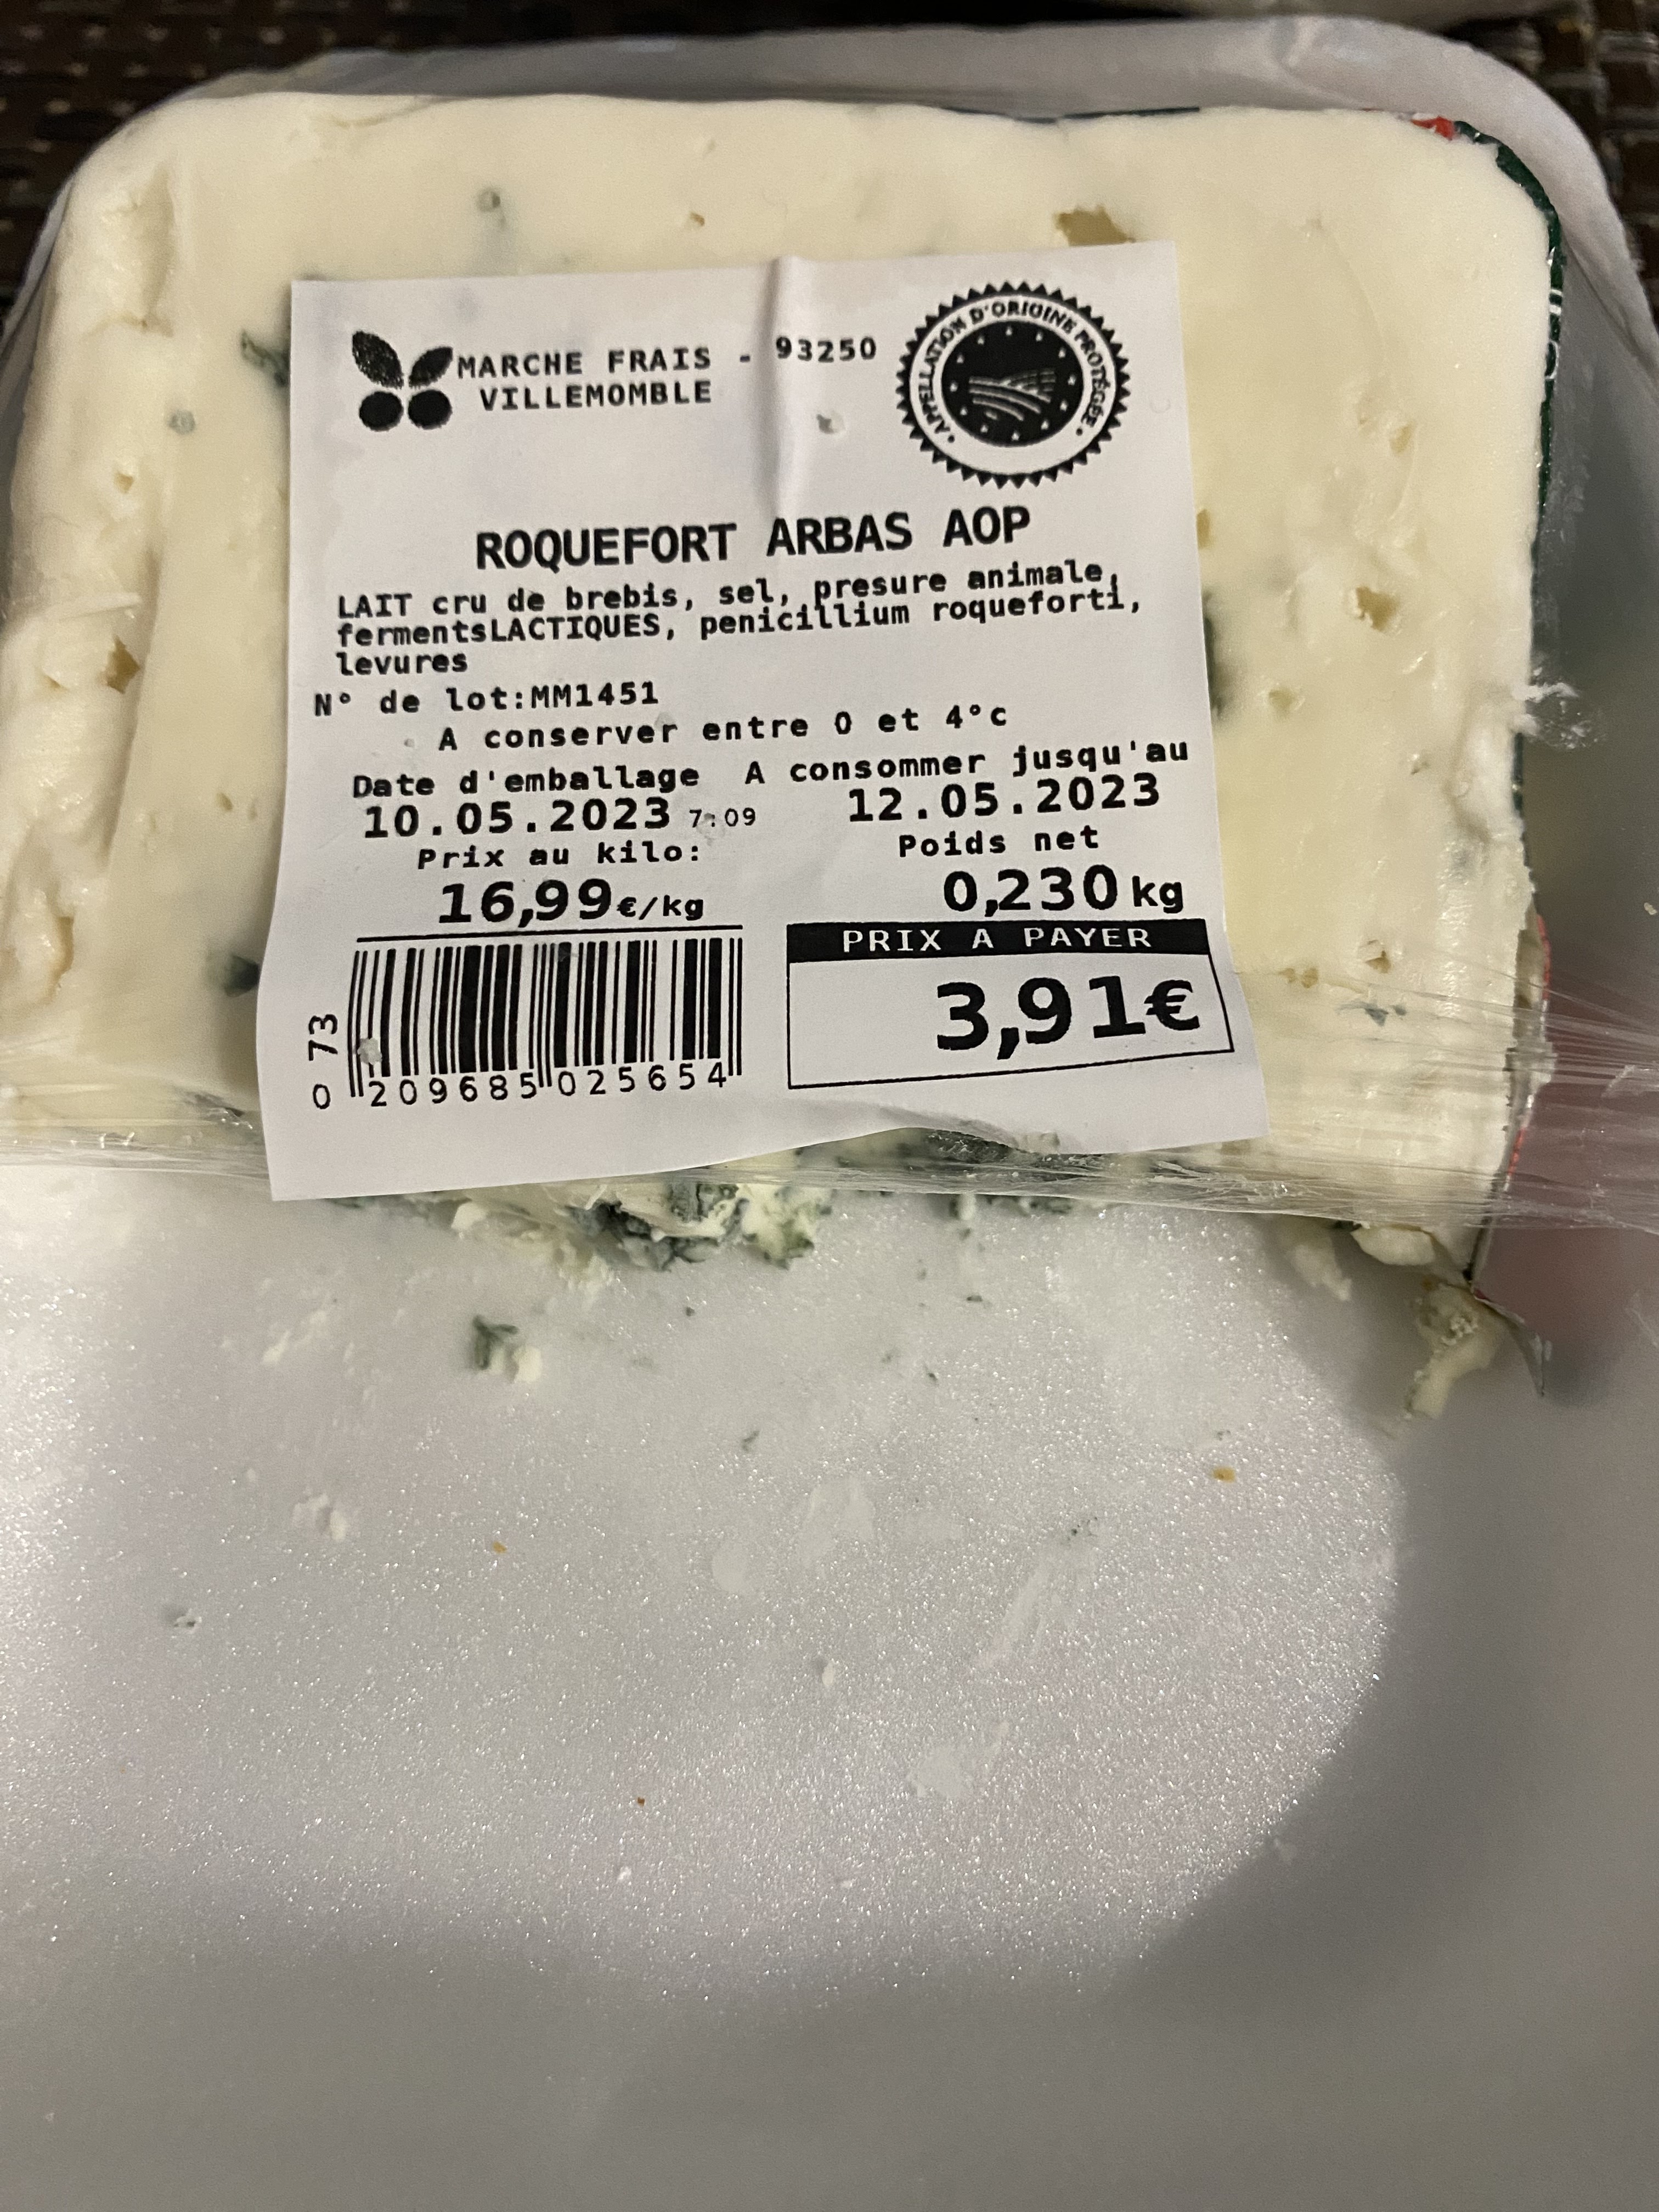 MARCHE FRAIS - 93250
VILLEMOMBLE
APPELLATION D'ORIGINE PROTÉGÉE
ROQUEFORT ARBAS AOP
LAIT cru de brebis, sel, presure animale,
fermentsLACTIQUES, penicillium roqueforti,
levures
N° de lot:MM1451
A conserver entre 0 et 4°c
Date d'emballage A consommer jusqu'au
10.05.2023 7:09 12.05.2023
Prix au kilo: Poids net
16,99€/kg 0,230kg
PRIX A PAYER
3,91€
0 73
2 096850 25654